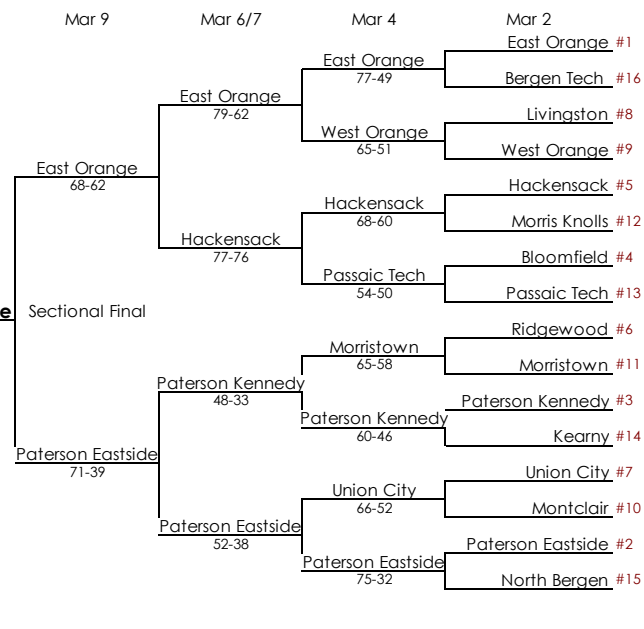 Mar 9 Mar 6/7 Mar 4 Mar 2
East Orange #1
East Orange
77-49
Bergen Tech #16
East Orange
79-62
Livingston #8
West Orange
65-51
West Orange #9
East Orange
68-62
Hackensack #5
Hackensack
68-60
Morris Knolls #12
Hackensack
77-76
Bloomfield #4
Passaic Tech
54-50
Passaic Tech #13
e Sectional Final
Ridgewood #6
Morristown
65-58
Morristown #11
Paterson Kennedy
48-33
Paterson Kennedy #3
Paterson Kennedy
60-46
Kearny #14
Paterson Eastside
71-39
Union City #7
Union City
66-52
Montclair #10
Paterson Eastside
52-38
Paterson Eastside #2
Paterson Eastside
75-32
North Bergen #15